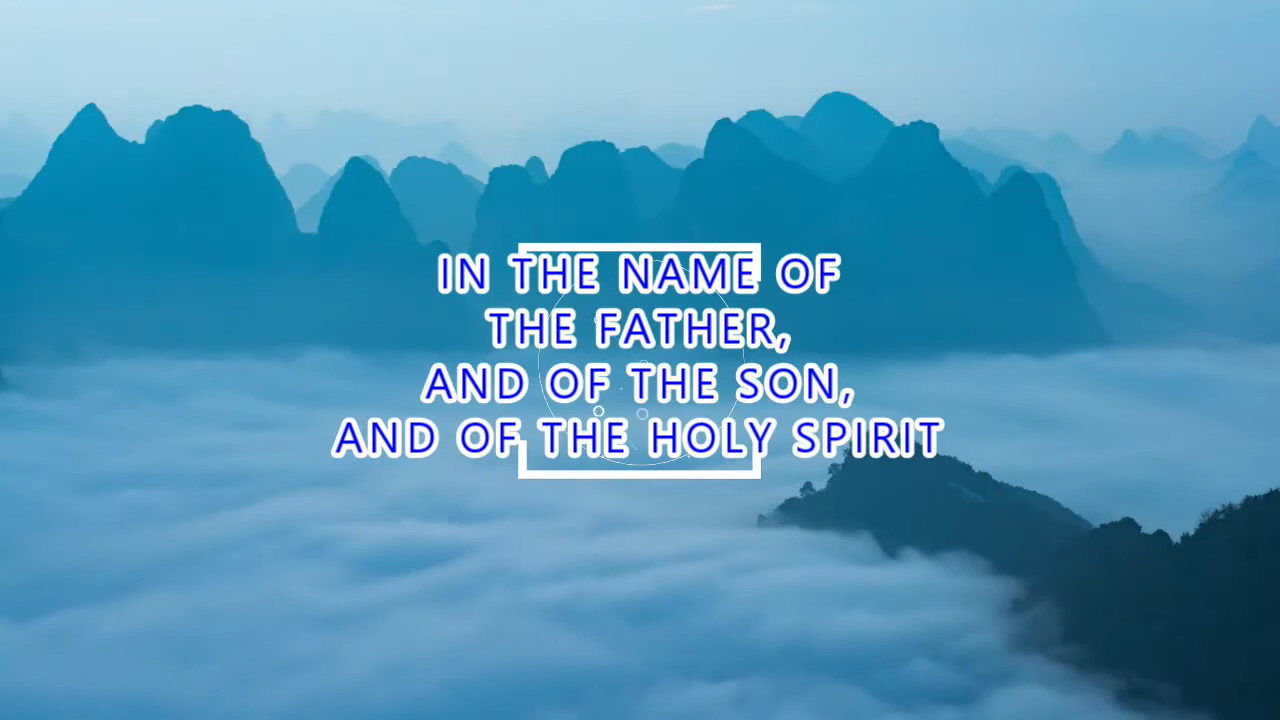 IN THE NAME OF
THE FATHER,
AND OF THE SON,
AND OF THE HOLY SPIRIT